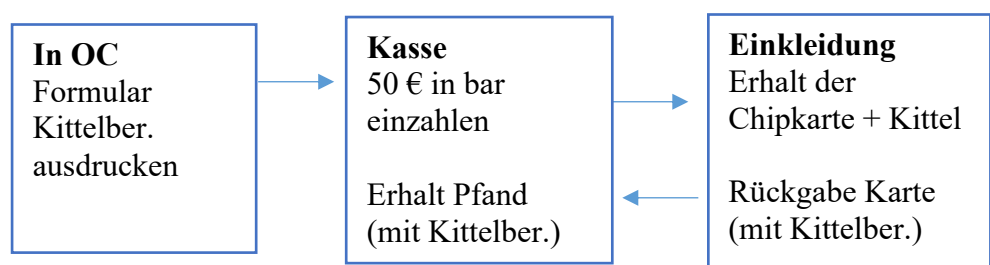 In OC
Formular
Kittelber.
ausdrucken
Kasse
50 € in bar
einzahlen
Erhalt Pfand
(mit Kittelber.)
Einkleidung
Erhalt der
Chipkarte + Kittel
Rückgabe Karte
(mit Kittelber.)